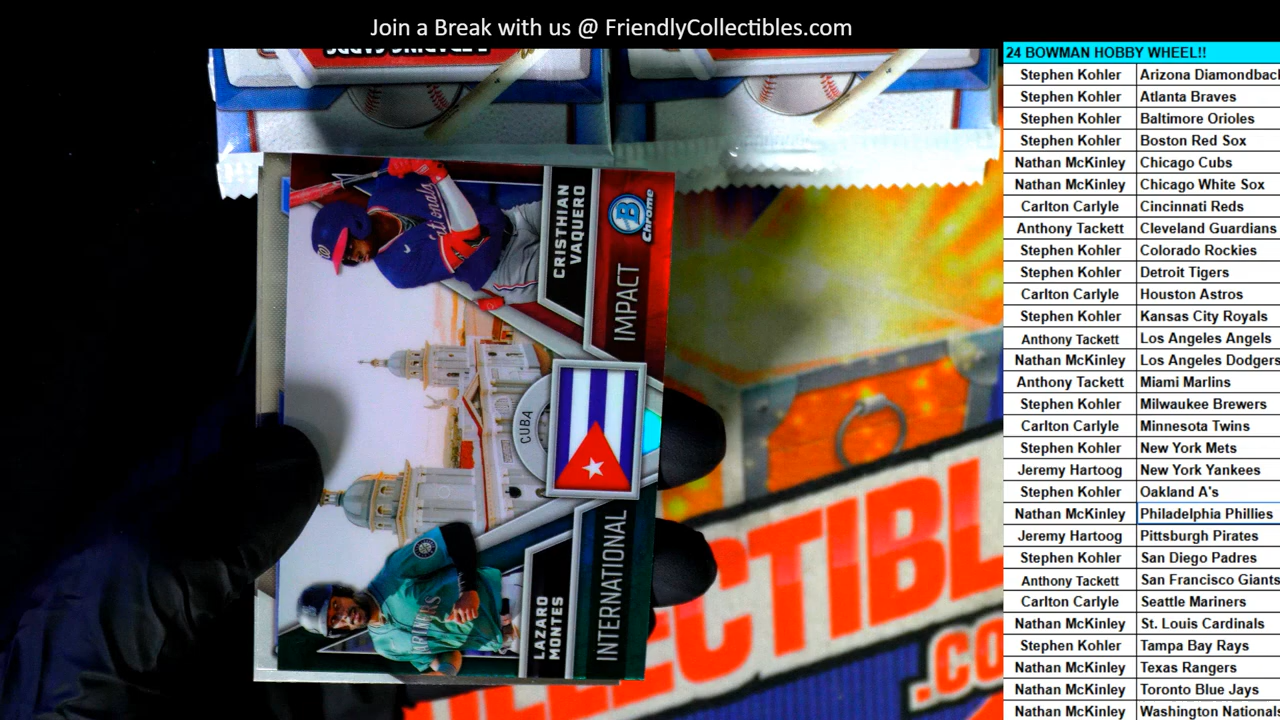 Join a Break with us @ FriendlyCollectibles.com
24 BOWMAN HOBBY WHEEL!!
Stephen Kohler Arizona Diamondbac
Stephen Kohler Atlanta Braves
Stephen Kohler Baltimore Orioles
Stephen Kohler Boston Red Sox
Nathan McKinley Chicago Cubs
Nathan McKinley Chicago White Sox
Carlton Carlyle Cincinnati Reds
Anthony Tackett Cleveland Guardians
Stephen Kohler Colorado Rockies
Stephen Kohler Detroit Tigers
Carlton Carlyle Houston Astros
Stephen Kohler Kansas City Royals
Anthony Tackett Los Angeles Angels
Nathan McKinley Los Angeles Dodgers
Anthony Tackett Miami Marlins
Stephen Kohler Milwaukee Brewers
Carlton Carlyle Minnesota Twins
Stephen Kohler New York Mets
Jeremy Hartoog New York Yankees
Stephen Kohler Oakland A's
Nathan McKinley Philadelphia Phillies
Jeremy Hartoog Pittsburgh Pirates
Stephen Kohler San Diego Padres
Anthony Tackett San Francisco Giants
Carlton Carlyle Seattle Mariners
Nathan McKinley St. Louis Cardinals
Stephen Kohler Tampa Bay Rays
Nathan McKinley Texas Rangers
Nathan McKinley Toronto Blue Jays
Nathan McKinley Washington Nationals
CRISTHIAN
VAQUERO
B
Chrome
INTERNATIONAL IMPACT
CUBA
LAZARO
MONTES
MARINERS
W
LLECTIBL
.CO